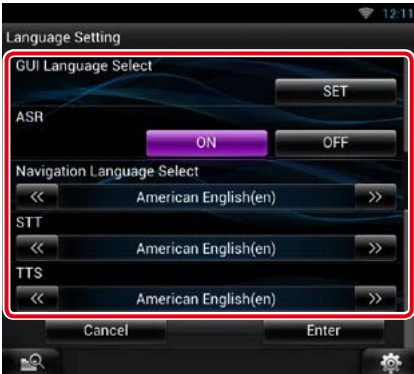 12:11
Language Setting
GUI Language Select
SET
ASR
ON OFF
Navigation Language Select
<< American English(en) >>
STT
<< American English(en) >>
TTS
<< American English(en) >>
Cancel Enter